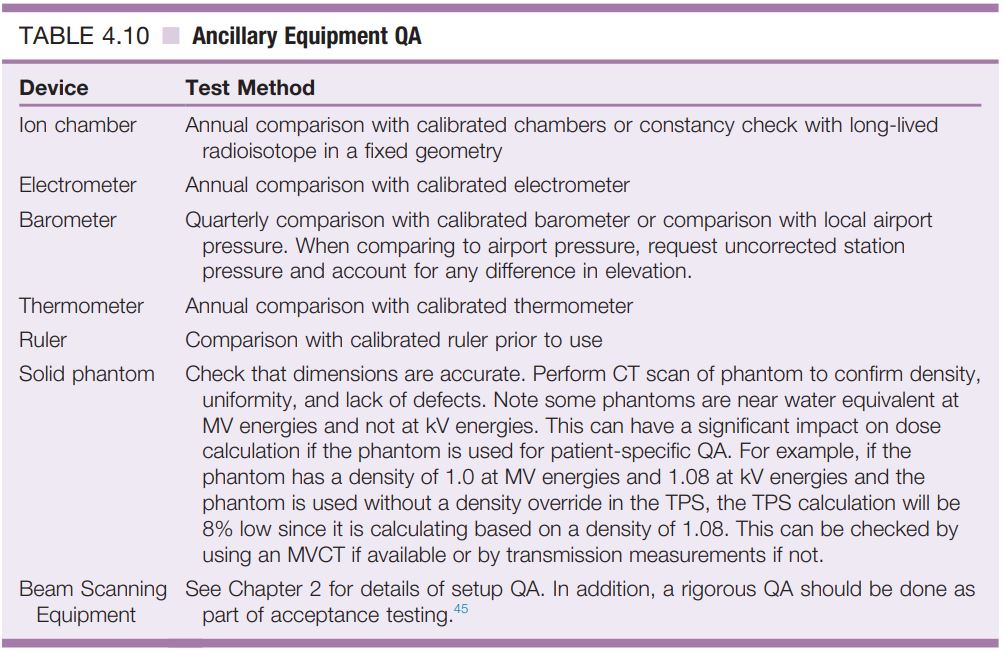 TABLE 4.10 Ancillary Equipment QA
Device Test Method
Ion chamber Annual comparison with calibrated chambers or constancy check with long-lived
radioisotope in a fixed geometry
Electrometer Annual comparison with calibrated electrometer
Barometer Quarterly comparison with calibrated barometer or comparison with local airport
pressure. When comparing to airport pressure, request uncorrected station
pressure and account for any difference in elevation.
Thermometer Annual comparison with calibrated thermometer
Ruler Comparison with calibrated ruler prior to use
Solid phantom Check that dimensions are accurate. Perform CT scan of phantom to confirm density,
uniformity, and lack of defects. Note some phantoms are near water equivalent at
MV energies and not at kV energies. This can have a significant impact on dose
calculation if the phantom is used for patient-specific QA. For example, if the
phantom has a density of 1.0 at MV energies and 1.08 at kV energies and the
phantom is used without a density override in the TPS, the TPS calculation will be
8% low since it is calculating based on a density of 1.08. This can be checked by
using an MVCT if available or by transmission measurements if not.
Beam Scanning See Chapter 2 for details of setup QA. In addition, a rigorous QA should be done as
Equipment part of acceptance testing.45